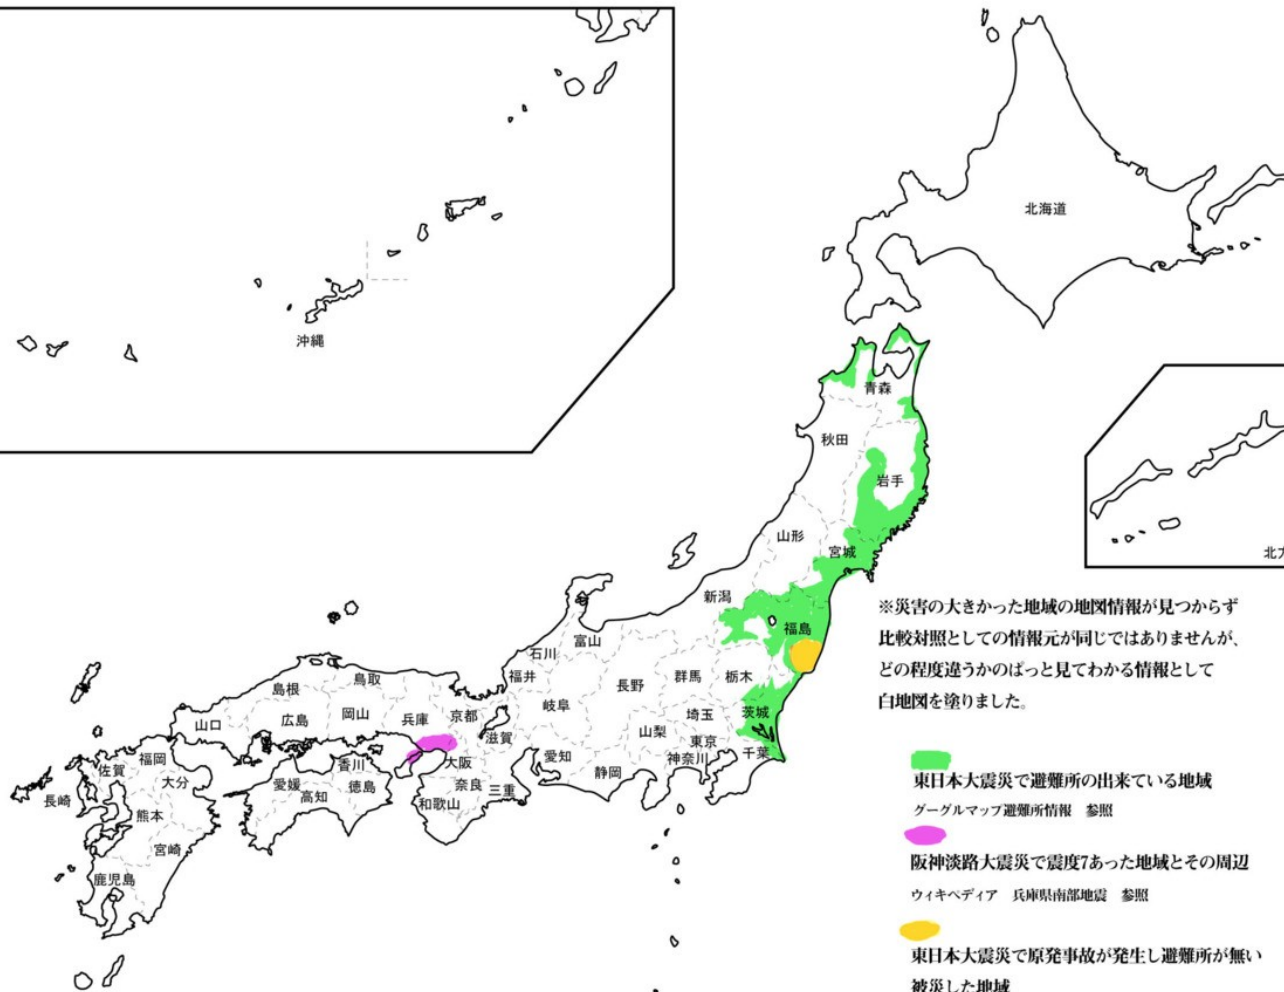 北海道
沖縄
青森
秋田
岩手
山形
宮城
北方
新潟
福島
※災害の大きかった地域の地図情報が見つからず
比較対照としての情報元が同じではありませんが、
どの程度違うかのぱっと見てわかる情報として
白地図を塗りました。
富山
石川
福井
長野
群馬
栃木
岐阜
茨城
埼玉
山梨
東京
神奈川
千葉
愛知
静岡
鳥取
島根
岡山
広島
山口
兵庫
京都
滋賀
大阪
奈良
三重
和歌山
香川
徳島
愛媛
高知
福岡
佐賀
大分
長崎
熊本
宮崎
鹿児島
東日本大震災で避難所の出来ている地域
グーグルマップ避難所情報 参照
阪神淡路大震災で震度7あった地域とその周辺
ウィキペディア 兵庫県南部地震 参照
東日本大震災で原発事故が発生し避難所が無い
被災した地域